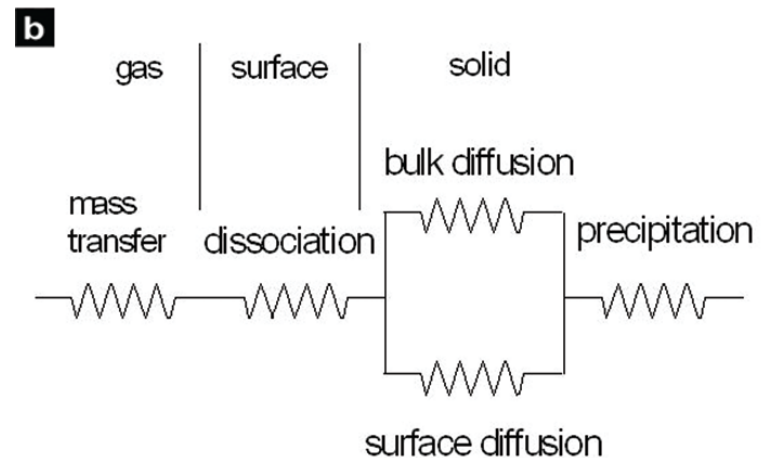 b
gas
surface
solid
bulk diffusion
mass
transfer
dissociation
precipitation
surface diffusion